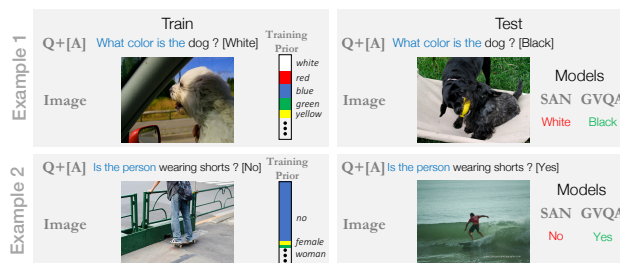 Train
Test
Example 1
Q+[A] What color is the dog ? [White]
Training
Prior
Image
white
red
blue
green
yellow
Q+[A] What color is the dog ? [Black]
Image
Models
SAN GVQA
White Black
Example 2
Q+[A] Is the person wearing shorts ? [No]
Training
Prior
Image
no
female
woman
Q+[A] Is the person wearing shorts ? [Yes]
Image
Models
SAN GVQA
No Yes